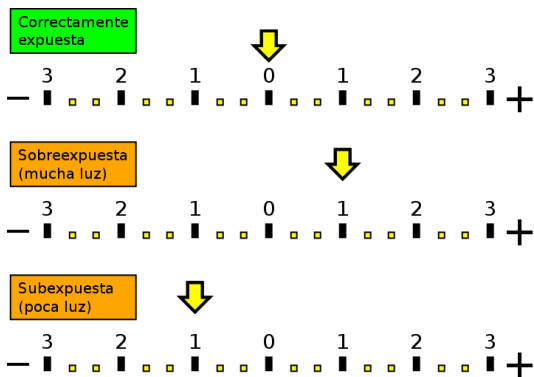 Correctamente
expuesta
3 2 1 0 1 2 3
− +
Sobreexpuesta
(mucha luz)
3 2 1 0 1 2 3
− +
Subexpuesta
(poca luz)
3 2 1 0 1 2 3
− +